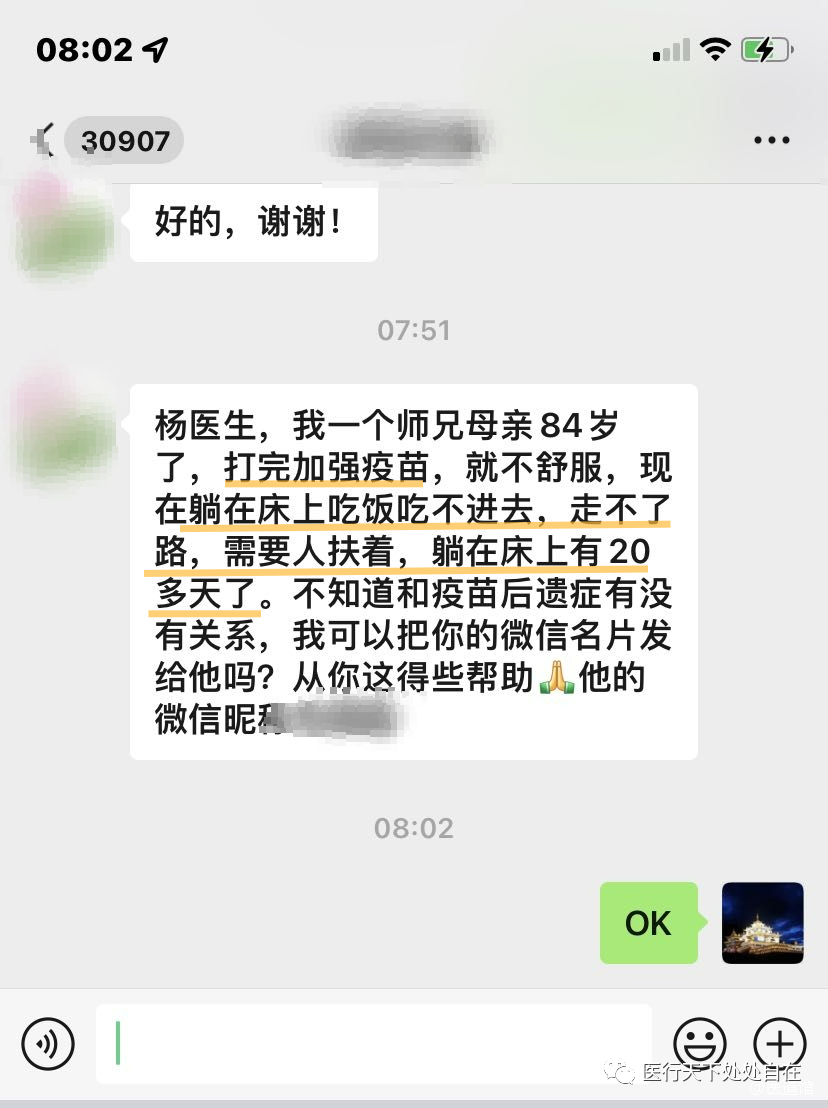 08:02
30907
好的，谢谢！
07:51
杨医生，我一个师兄母亲84岁
了，打完加强疫苗，就不舒服，现
在躺在床上吃饭吃不进去，走不了
路，需要人扶着，躺在床上有20
多天了。不知道和疫苗后遗症有没
有关系，我可以把你的微信名片发
给他吗？从你这得些帮助🙏他的
微信昵称
08:02
OK
医行天下处处自在